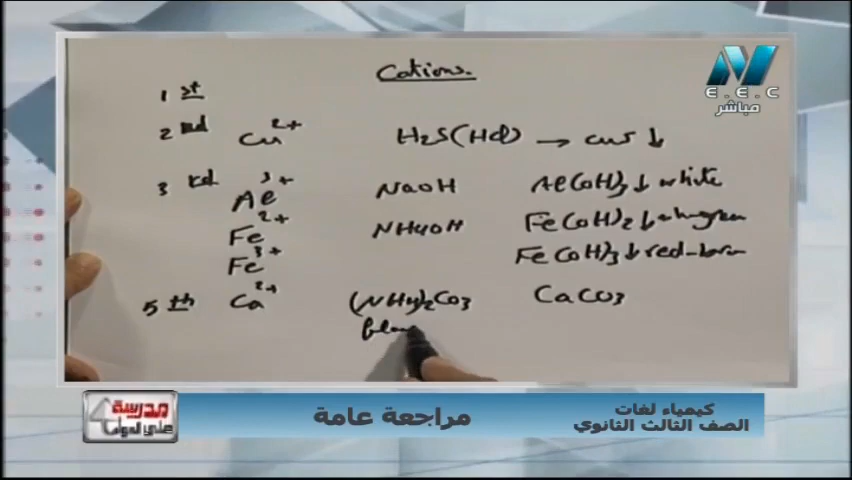 Cations.
1 st
2 nd Cu2+ H2S(HCl) → CuS ↓
3 rd Al3+ NaOH Al(OH)3 ↓ white
Fe2+ NH4OH Fe(OH)2 ↓
Fe3+ Fe(OH)3 ↓ red-brown
5 th Ca2+ (NH4)2CO3 CaCO3
E.E.C
مباشر
مدرسة
على الهواء
مراجعة عامة
كيمياء لغات
الصف الثالث الثانوي